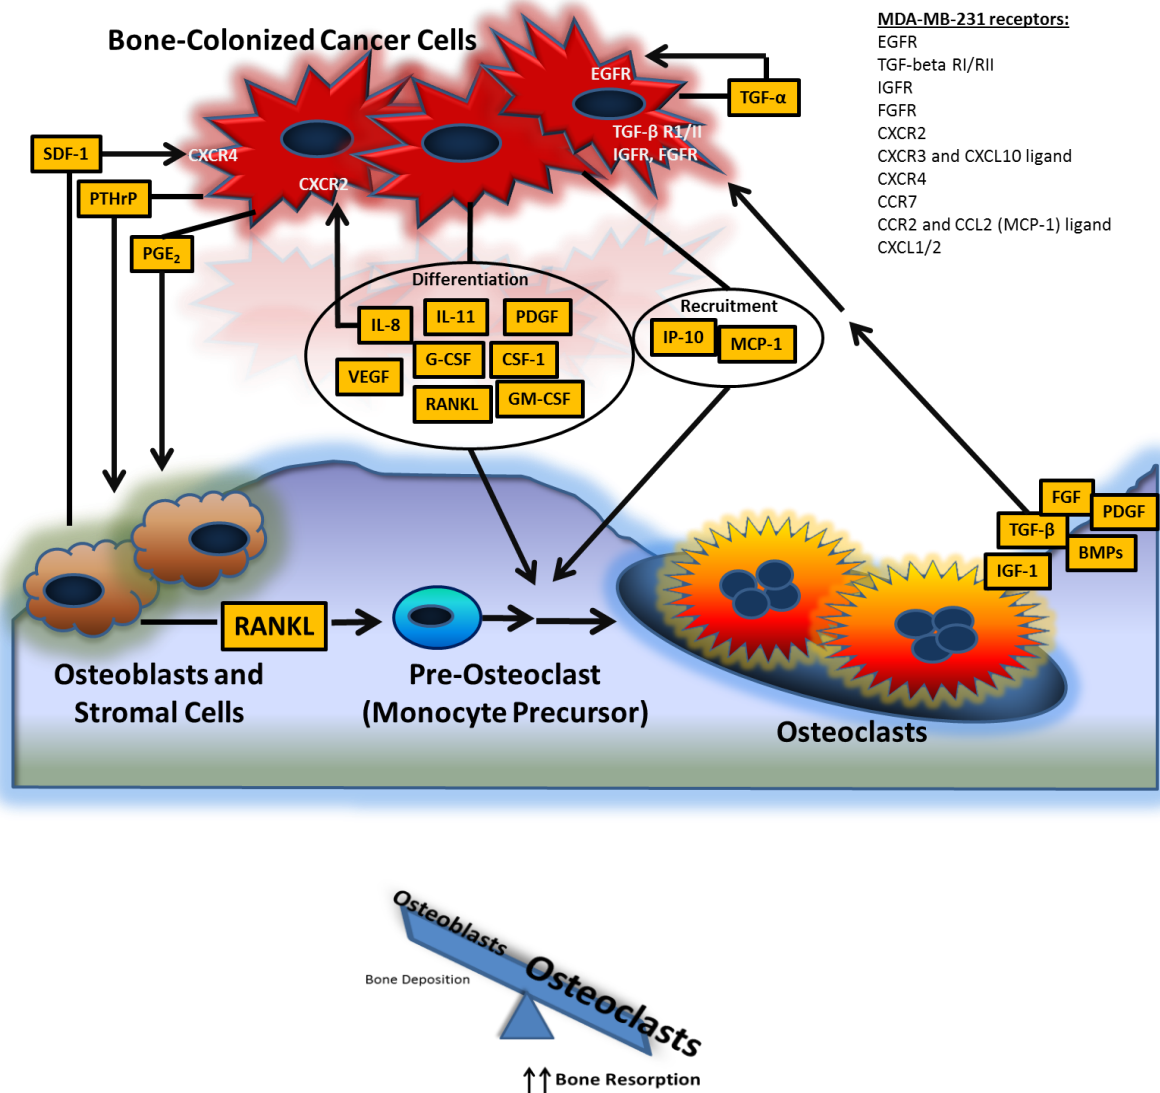 Bone-Colonized Cancer Cells
MDA-MB-231 receptors:
EGFR
TGF-beta RI/RII
IGFR
FGFR
CXCR2
CXCR3 and CXCL10 ligand
CXCR4
CCR7
CCR2 and CCL2 (MCP-1) ligand
CXCL1/2
EGFR
TGF-α
TGF-β R1/II
IGFR, FGFR
SDF-1
CXCR4
CXCR2
PTHrP
PGE₂
Differentiation
IL-8
IL-11
PDGF
G-CSF
CSF-1
VEGF
RANKL
GM-CSF
Recruitment
IP-10
MCP-1
FGF
PDGF
TGF-β
BMPs
IGF-1
RANKL
Osteoblasts and
Stromal Cells
Pre-Osteoclast
(Monocyte Precursor)
Osteoclasts
Osteoblasts
Osteoclasts
Bone Deposition
↑↑ Bone Resorption